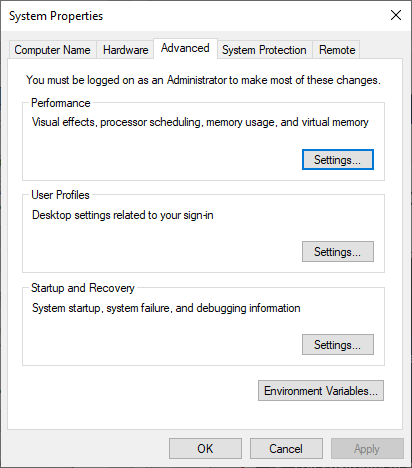 System Properties
Computer Name Hardware Advanced System Protection Remote
You must be logged on as an Administrator to make most of these changes.
Performance
Visual effects, processor scheduling, memory usage, and virtual memory
Settings...
User Profiles
Desktop settings related to your sign-in
Settings...
Startup and Recovery
System startup, system failure, and debugging information
Settings...
Environment Variables...
OK Cancel Apply